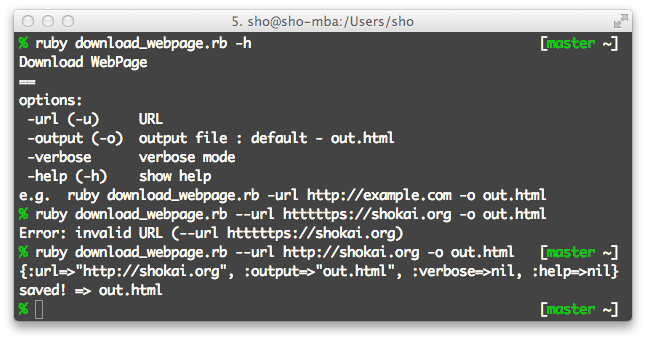 5. sho@sho-mba:/Users/sho
% ruby download_webpage.rb -h [master ~]
Download WebPage
==
options:
-url (-u) URL
-output (-o) output file : default - out.html
-verbose verbose mode
-help (-h) show help
e.g. ruby download_webpage.rb -url http://example.com -o out.html
% ruby download_webpage.rb --url htttttps://shokai.org -o out.html
Error: invalid URL (--url htttttps://shokai.org)
% ruby download_webpage.rb --url http://shokai.org -o out.html [master ~]
{:url=>"http://shokai.org", :output=>"out.html", :verbose=>nil, :help=>nil}
saved! => out.html
% [master ~]